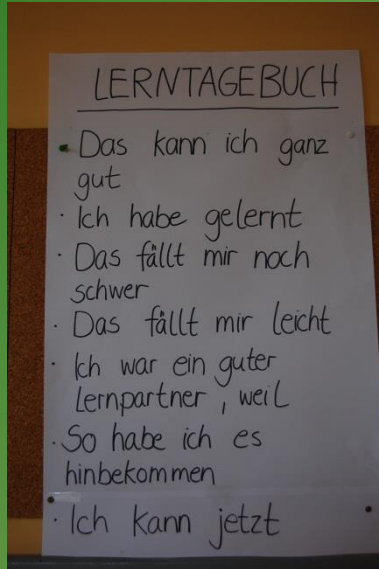 LERNTAGEBUCH
· Das kann ich ganz
gut
· Ich habe gelernt
· Das fällt mir noch
schwer
· Das fällt mir leicht
· Ich war ein guter
Lernpartner, weil
· So habe ich es
hinbekommen
· Ich kann jetzt